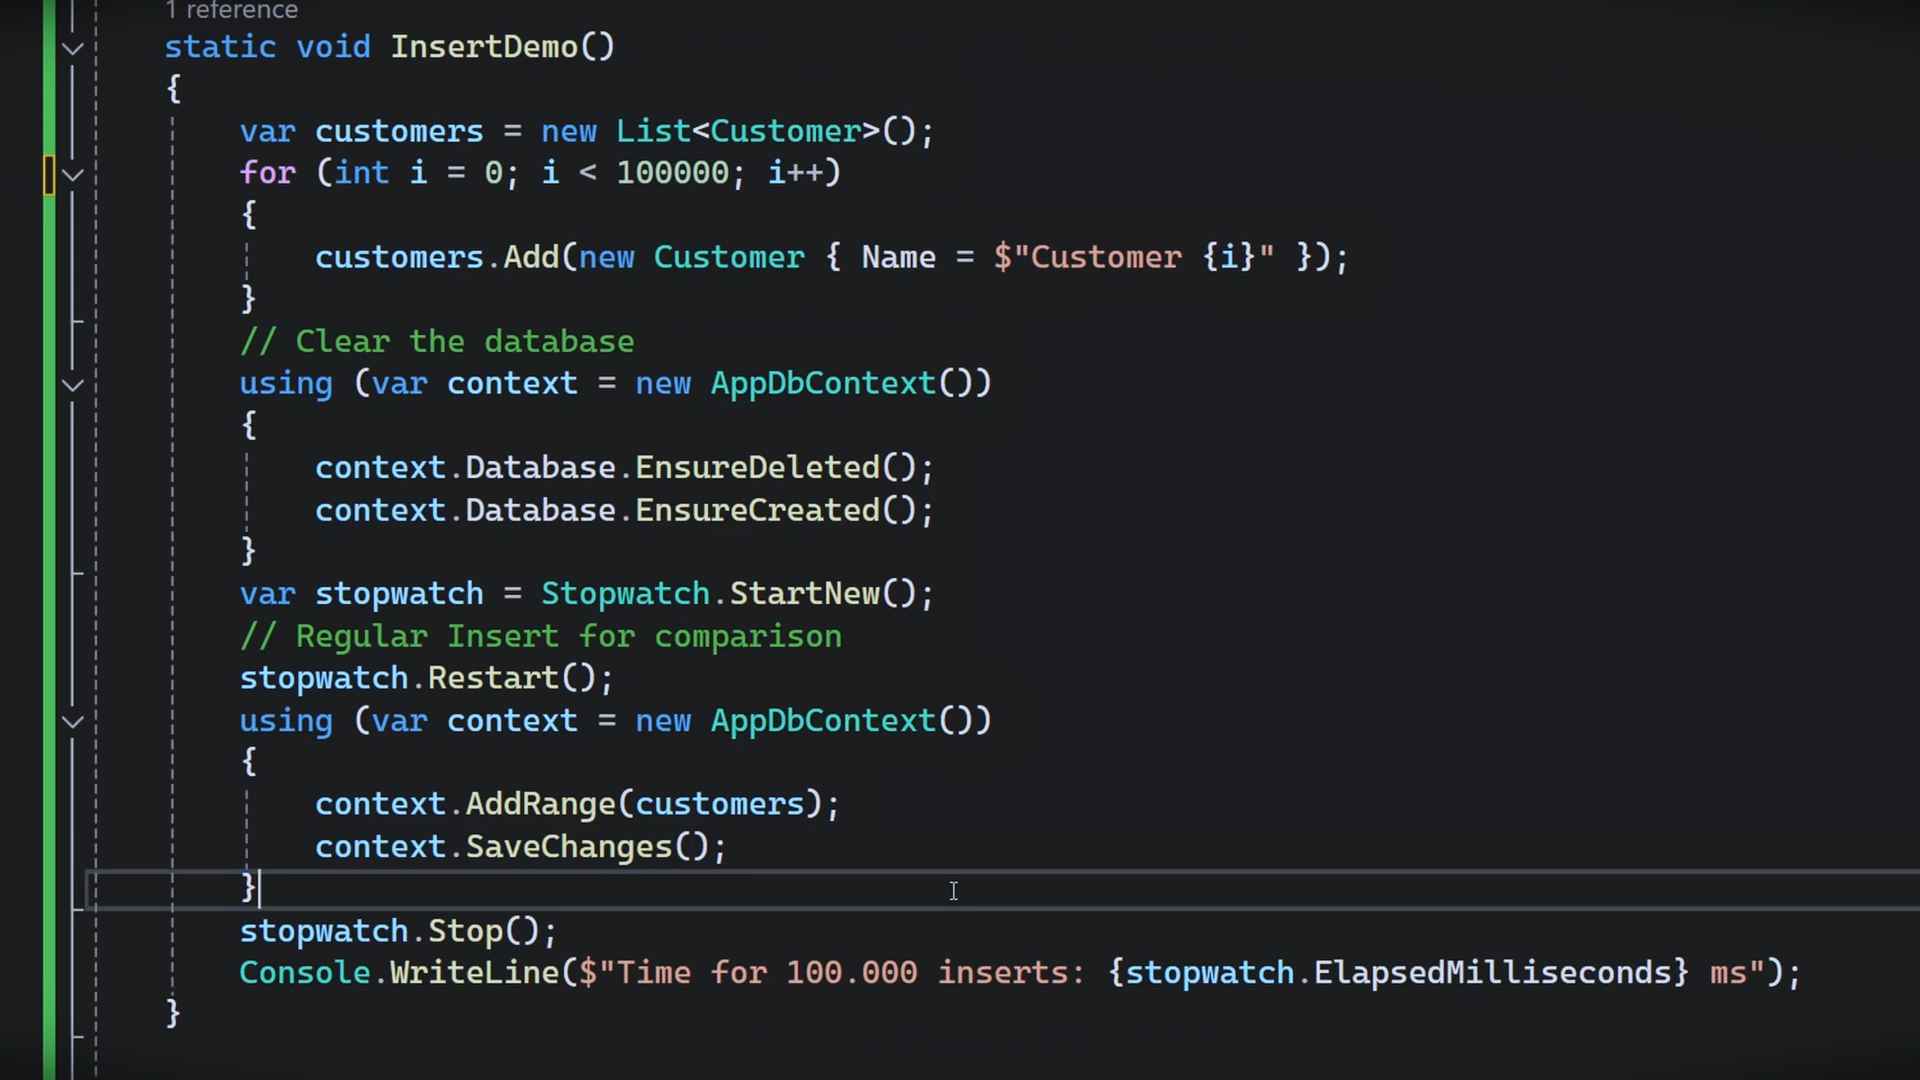 1 reference
static void InsertDemo()
{
var customers = new List<Customer>();
for (int i = 0; i < 100000; i++)
{
customers.Add(new Customer { Name = $"Customer {i}" });
}
// Clear the database
using (var context = new AppDbContext())
{
context.Database.EnsureDeleted();
context.Database.EnsureCreated();
}
var stopwatch = Stopwatch.StartNew();
// Regular Insert for comparison
stopwatch.Restart();
using (var context = new AppDbContext())
{
context.AddRange(customers);
context.SaveChanges();
}
stopwatch.Stop();
Console.WriteLine($"Time for 100.000 inserts: {stopwatch.ElapsedMilliseconds} ms");
}